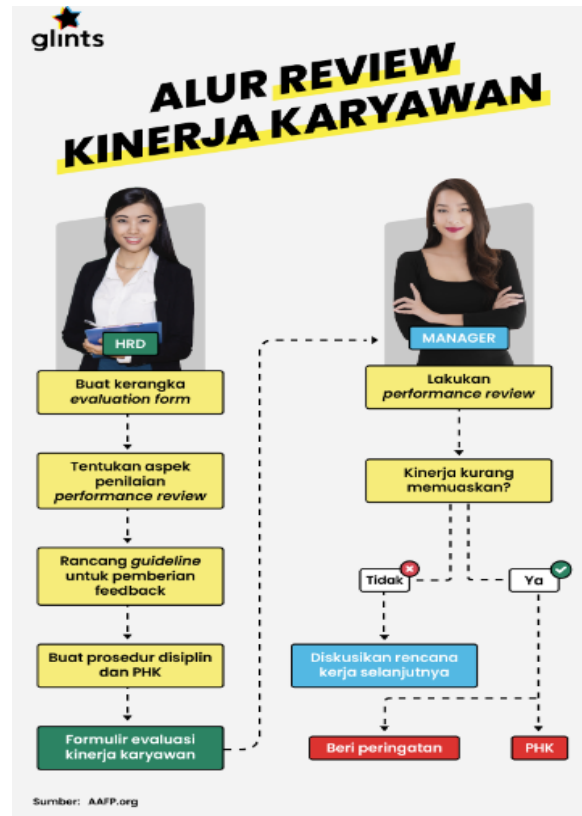 glints
ALUR REVIEW
KINERJA KARYAWAN
HRD
Buat kerangka
evaluation form
Tentukan aspek
penilaian
performance review
Rancang guideline
untuk pemberian
feedback
Buat prosedur disiplin
dan PHK
Formulir evaluasi
kinerja karyawan
MANAGER
Lakukan
performance review
Kinerja kurang
memuaskan?
Tidak
Ya
Diskusikan rencana
kerja selanjutnya
Beri peringatan
PHK
Sumber: AAFP.org